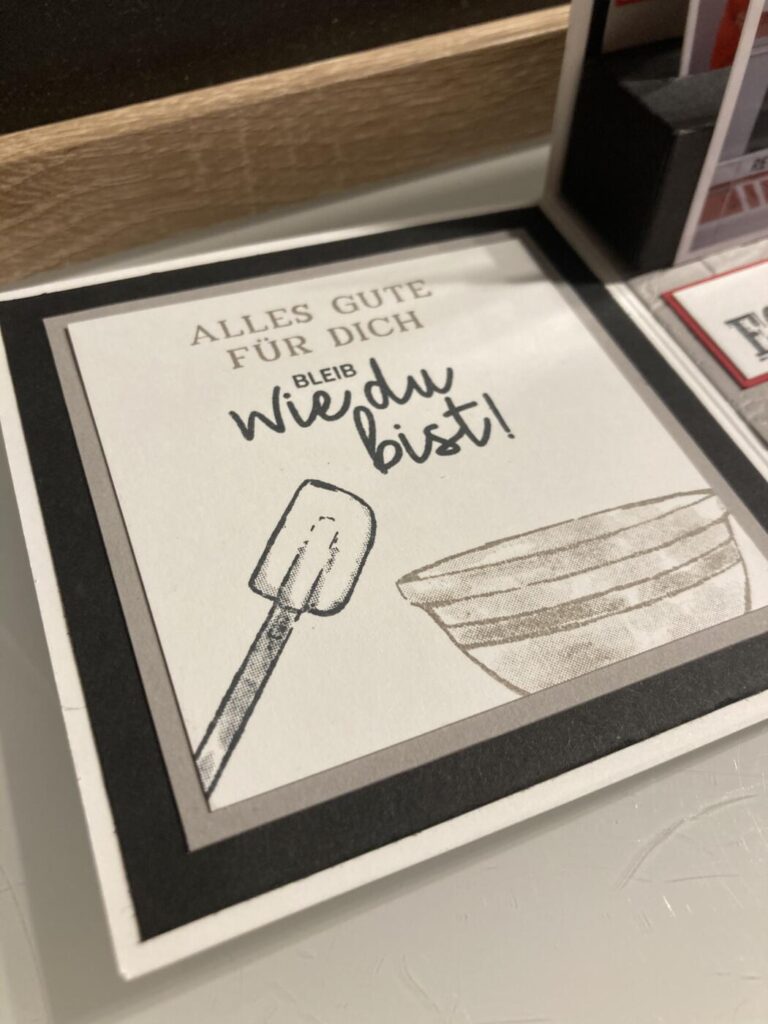 ALLES GUTE
FÜR DICH
BLEIB
wie du
bist!